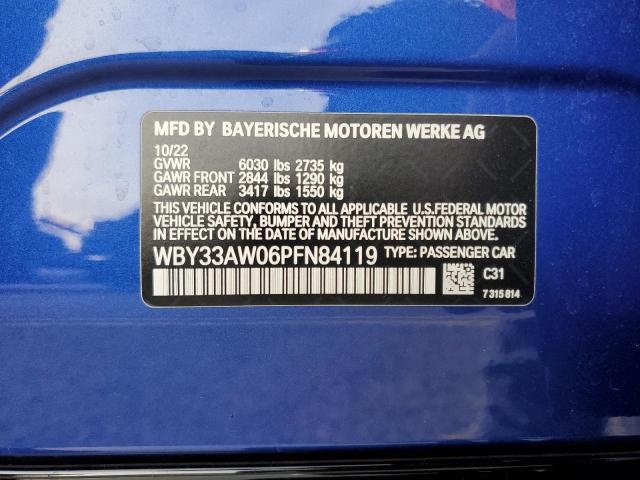 MFD BY BAYERISCHE MOTOREN WERKE AG
10/22
GVWR 6030 lbs 2735 kg
GAWR FRONT 2844 lbs 1290 kg
GAWR REAR 3417 lbs 1550 kg
THIS VEHICLE CONFORMS TO ALL APPLICABLE U.S.FEDERAL MOTOR
VEHICLE SAFETY, BUMPER AND THEFT PREVENTION STANDARDS
IN EFFECT ON THE DATE OF MANUFACTURE SHOWN ABOVE.
WBY33AW06PFN84119 TYPE: PASSENGER CAR
C31
7315814